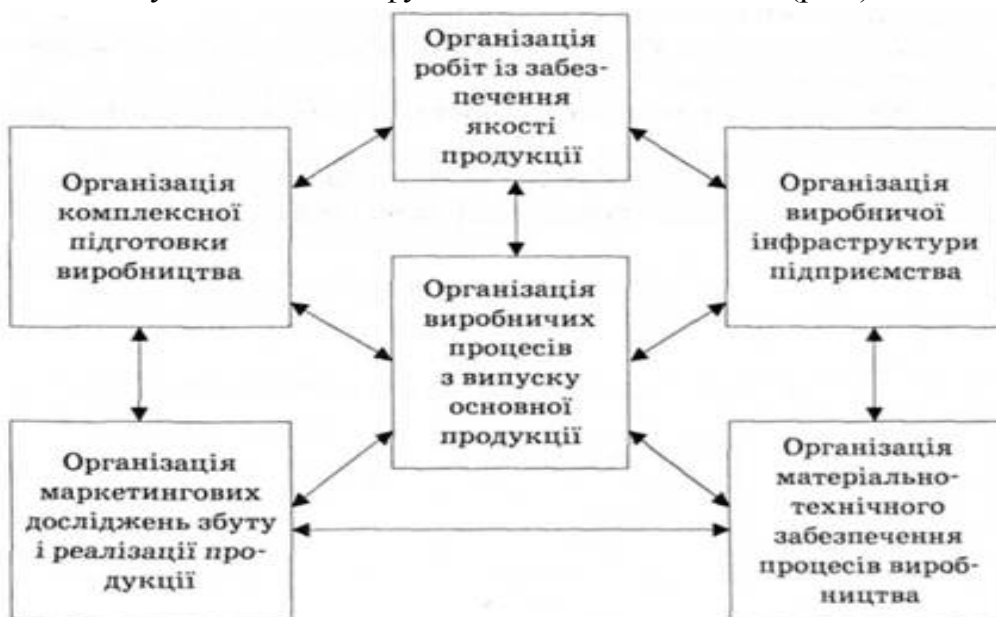 Організація
робіт із забез-
печення
якості
продукції
Організація
комплексної
підготовки
виробництва
Організація
виробничої
інфраструктури
підприємства
Організація
виробничих
процесів
з випуску
основної
продукції
Організація
маркетингових
досліджень збуту
і реалізації про-
дукції
Організація
матеріально-
технічного
забезпечення
процесів вироб-
ництва